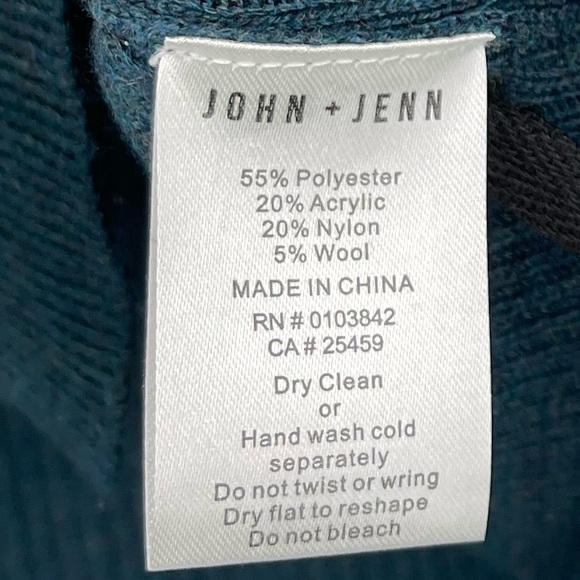 JOHN + JENN
55% Polyester
20% Acrylic
20% Nylon
5% Wool
MADE IN CHINA
RN # 0103842
CA # 25459
Dry Clean
or
Hand wash cold
separately
Do not twist or wring
Dry flat to reshape
Do not bleach